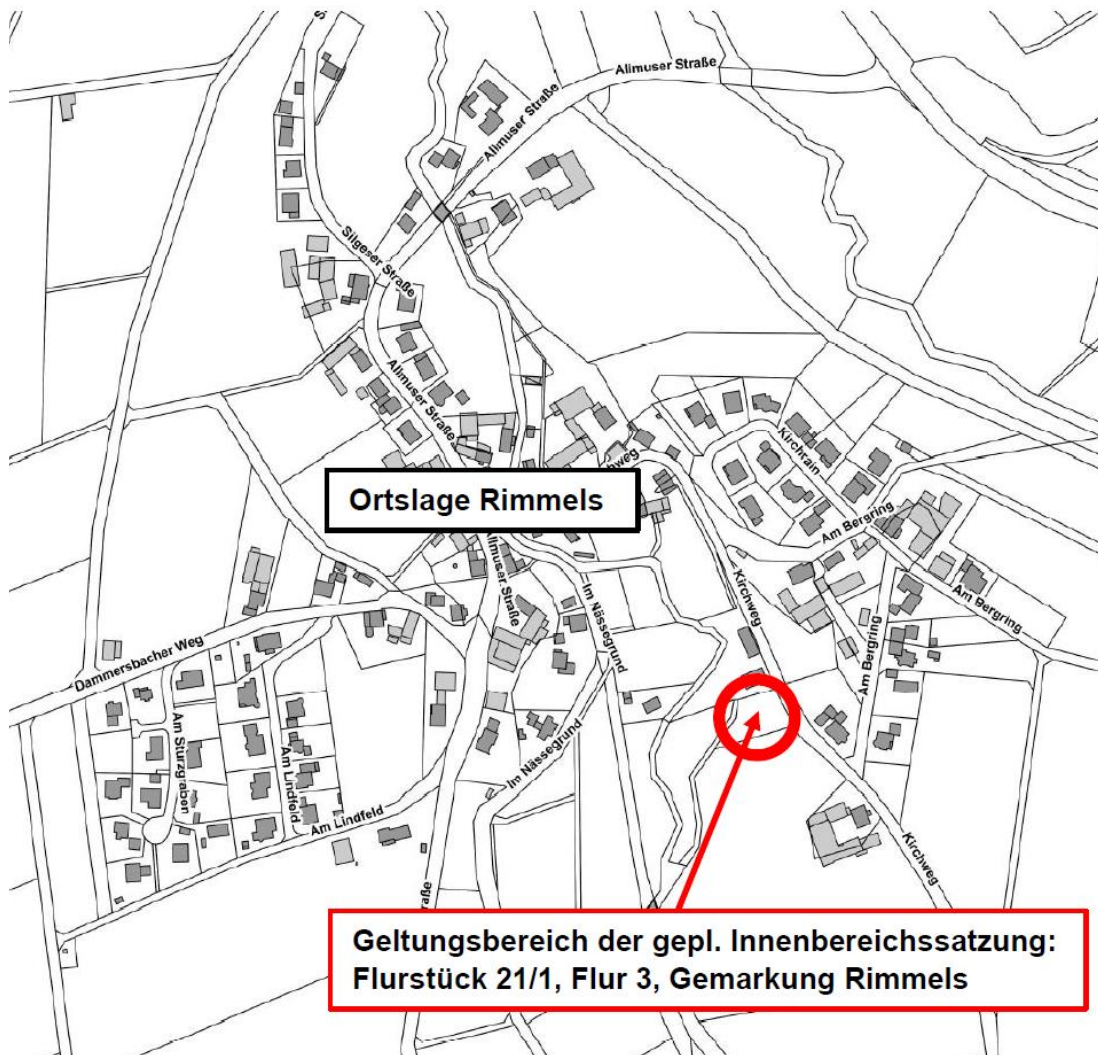 Allmuser Straße
Allmuser Straße
Silgeser Straße
Allmuser Straße
Kirchrain
Ortslage Rimmels
Am Bergring
Allmuser Straße
Im Nässegrund
Kirchweg
Am Bergring
Am Bergring
Dammersbacher Weg
Am Sturzgraben
Am Lindfeld
Im Nässegrund
Am Lindfeld
Kirchweg
Geltungsbereich der gepl. Innenbereichssatzung:
Flurstück 21/1, Flur 3, Gemarkung Rimmels